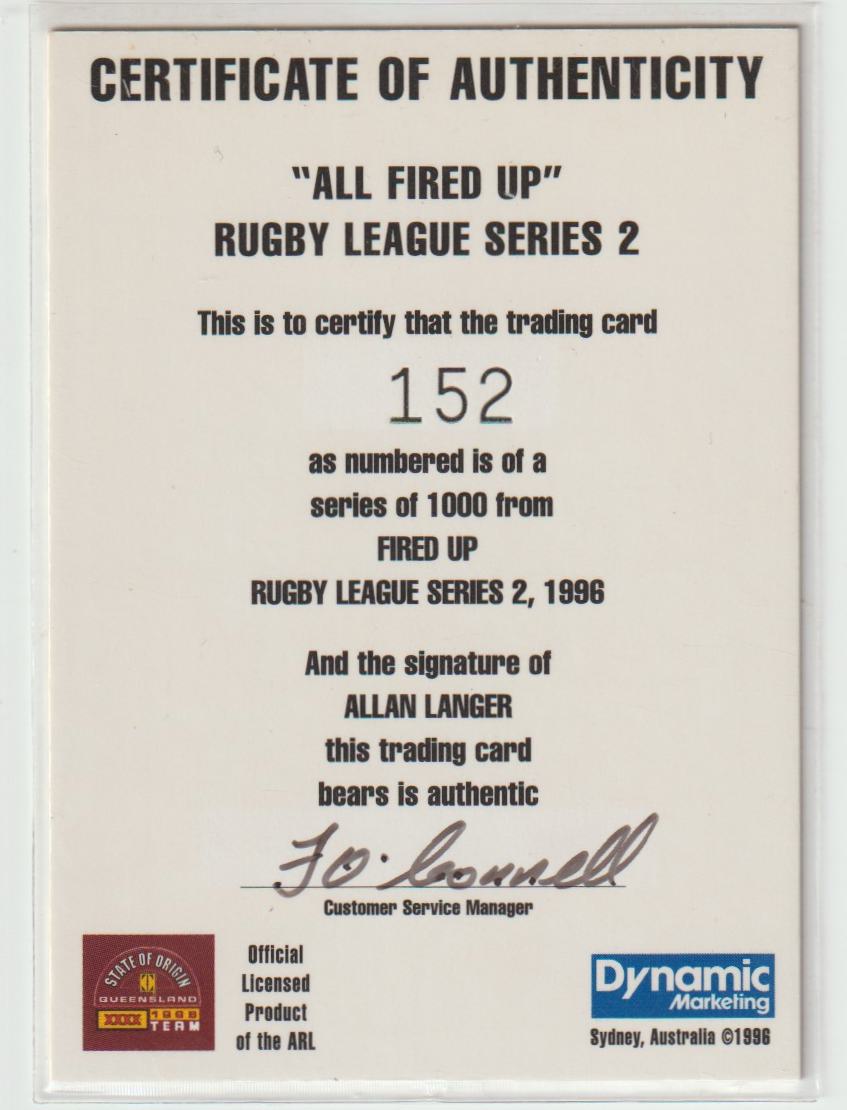 CERTIFICATE OF AUTHENTICITY
"ALL FIRED UP"
RUGBY LEAGUE SERIES 2
This is to certify that the trading card
152
as numbered is of a
series of 1000 from
FIRED UP
RUGBY LEAGUE SERIES 2, 1996
And the signature of
ALLAN LANGER
this trading card
bears is authentic
J O'Connell
Customer Service Manager
STATE OF ORIGIN
QUEENSLAND
XXXX 1996
TEAM
Official
Licensed
Product
of the ARL
Dynamic
Marketing
Sydney, Australia ©1996